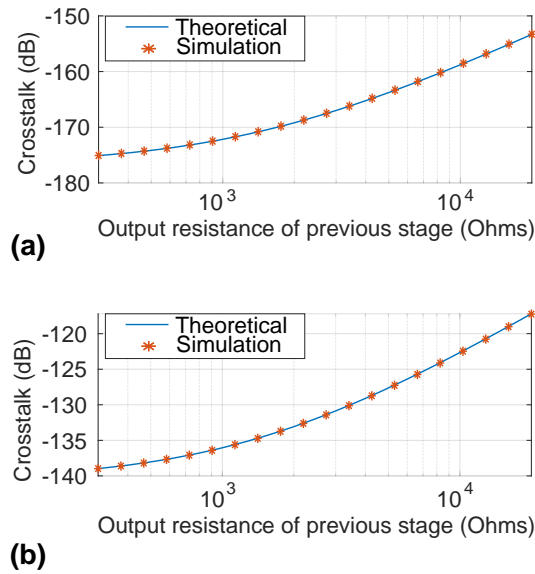 -150
Theoretical
Simulation
-160
-170
-180
Crosstalk (dB)
10^3
10^4
Output resistance of previous stage (Ohms)
(a)
Theoretical
Simulation
-120
-125
-130
-135
-140
Crosstalk (dB)
10^3
10^4
Output resistance of previous stage (Ohms)
(b)